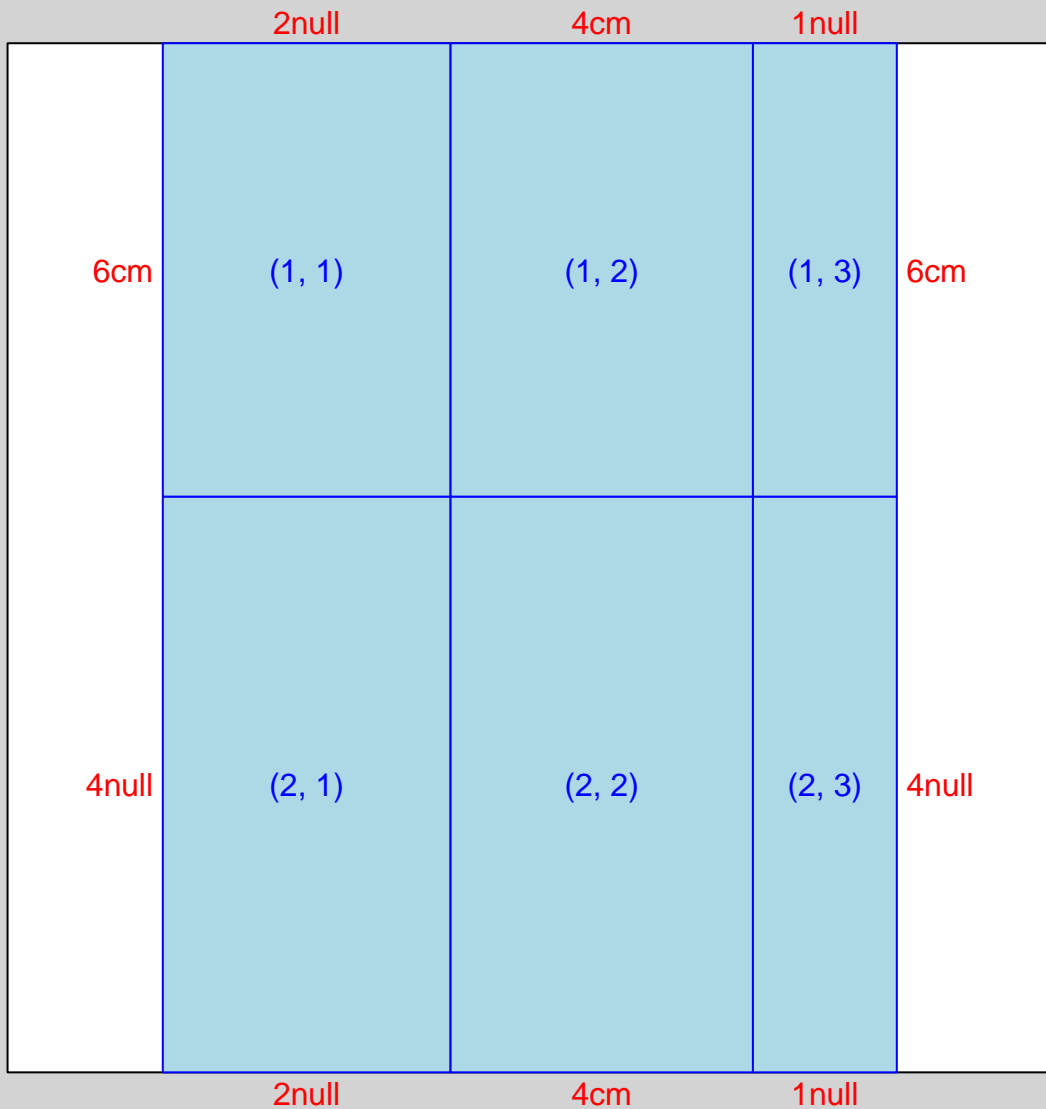 2null 4cm 1null
6cm (1, 1) (1, 2) (1, 3) 6cm
4null (2, 1) (2, 2) (2, 3) 4null
2null 4cm 1null